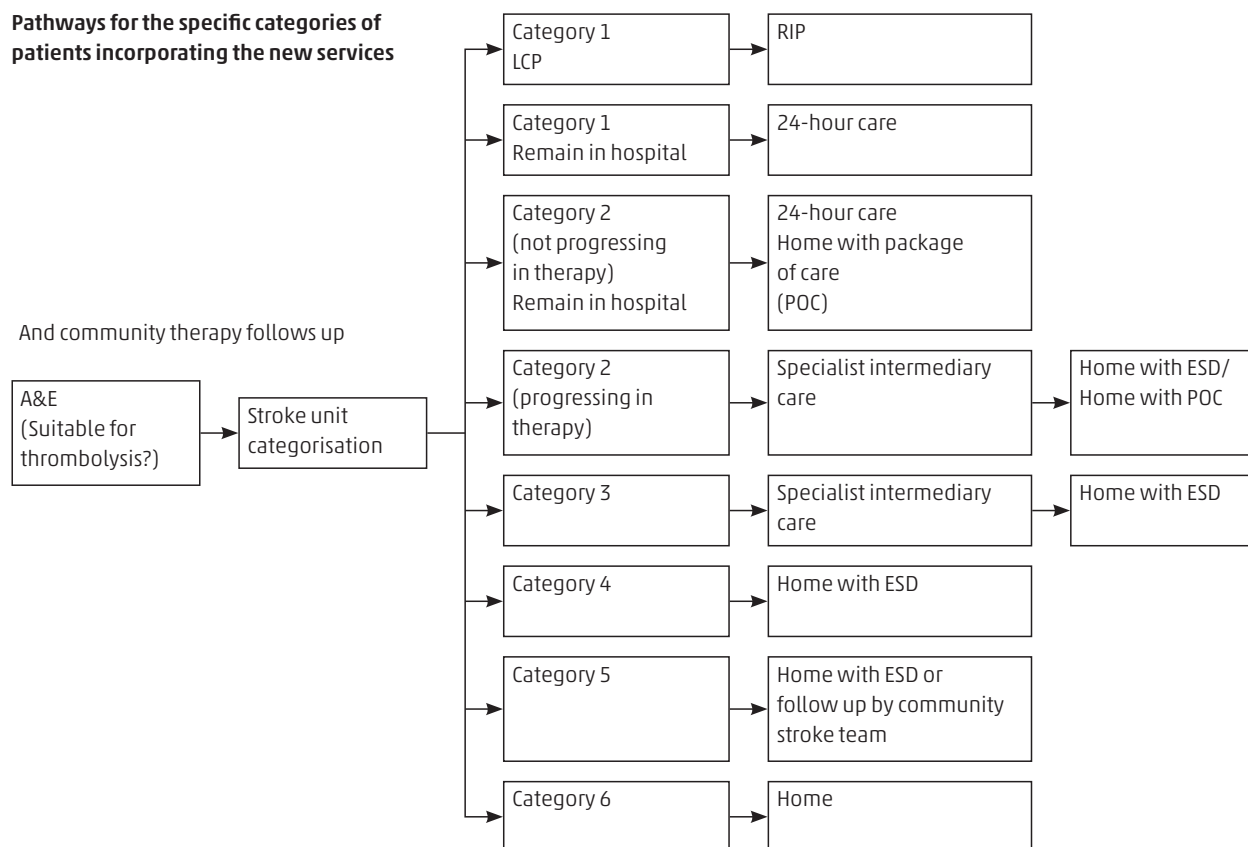 Pathways for the specific categories of
patients incorporating the new services
Category 1
LCP
RIP
Category 1
Remain in hospital
24-hour care
Category 2
(not progressing
in therapy)
Remain in hospital
24-hour care
Home with package
of care
(POC)
And community therapy follows up
A&E
(Suitable for
thrombolysis?)
Stroke unit
categorisation
Category 2
(progressing in
therapy)
Specialist intermediary
care
Home with ESD/
Home with POC
Category 3
Specialist intermediary
care
Home with ESD
Category 4
Home with ESD
Category 5
Home with ESD or
follow up by community
stroke team
Category 6
Home